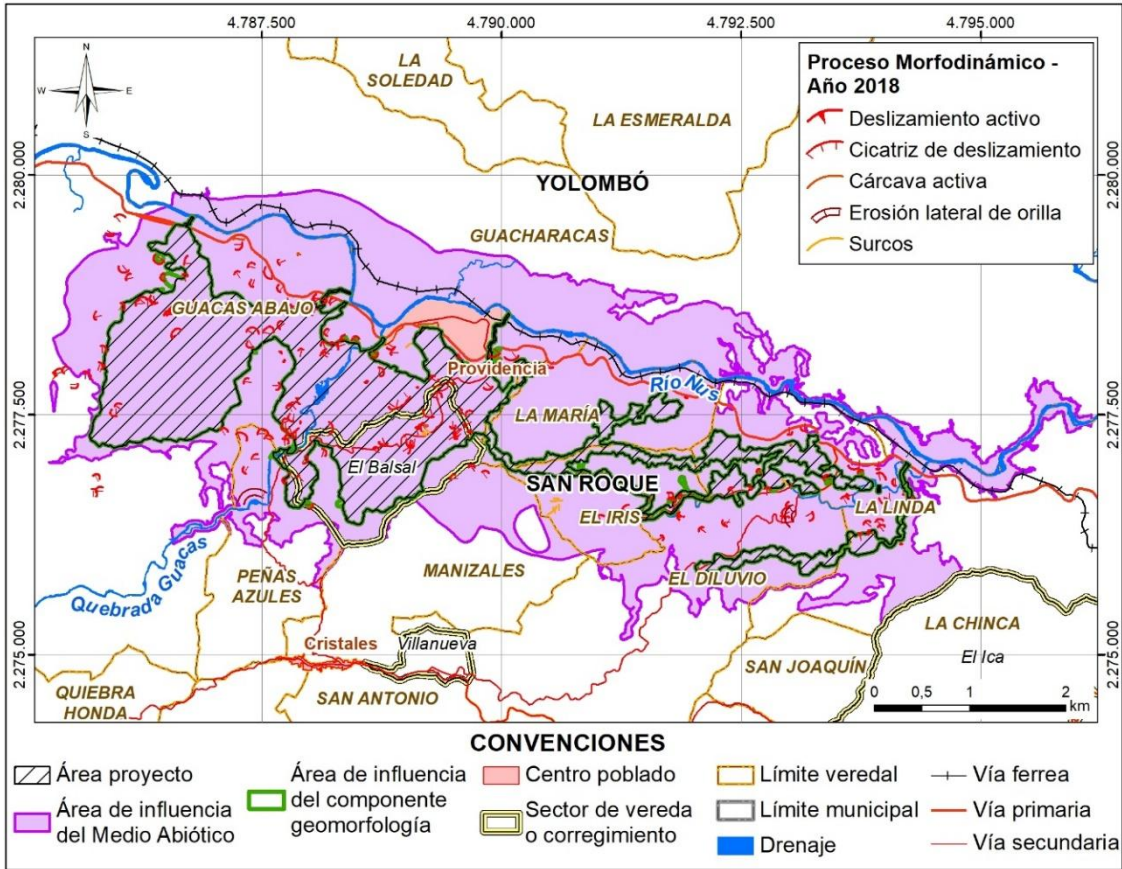 4.787.500
4.790.000
4.792.500
4.795.000
N
W
E
S
LA
SOLEDAD
LA ESMERALDA
Proceso Morfodinámico -
Año 2018
Deslizamiento activo
Cicatriz de deslizamiento
Cárcava activa
Erosión lateral de orilla
Surcos
2.280.000
2.280.000
YOLOMBÓ
GUACHARACAS
GUACAS ABAJO
Providencia
Río Nus
2.277.500
2.277.500
LA MARÍA
El Balsal
SAN ROQUE
EL IRIS
LA LINDA
Quebrada Guacas
PEÑAS
AZULES
MANIZALES
EL DILUVIO
LA CHINCA
Cristales
Villanueva
El Ica
2.275.000
2.275.000
SAN JOAQUÍN
QUIEBRA
HONDA
SAN ANTONIO
0 0,5 1 2
km
CONVENCIONES
Área proyecto
Área de influencia
del Medio Abiótico
Área de influencia
del componente
geomorfología
Centro poblado
Sector de vereda
o corregimiento
Límite veredal
Límite municipal
Drenaje
Vía ferrea
Vía primaria
Vía secundaria